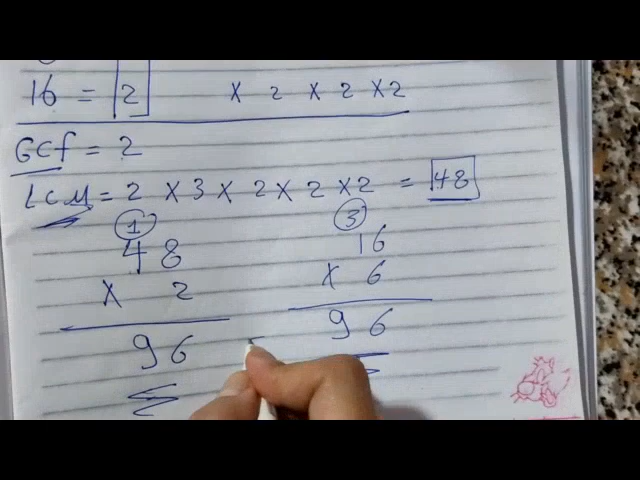 16 = 2 x 2 x 2 x 2
GCf = 2
LCM = 2 x 3 x 2 x 2 x 2 = 48
1 3
48 16
x 2 x 6
96 96